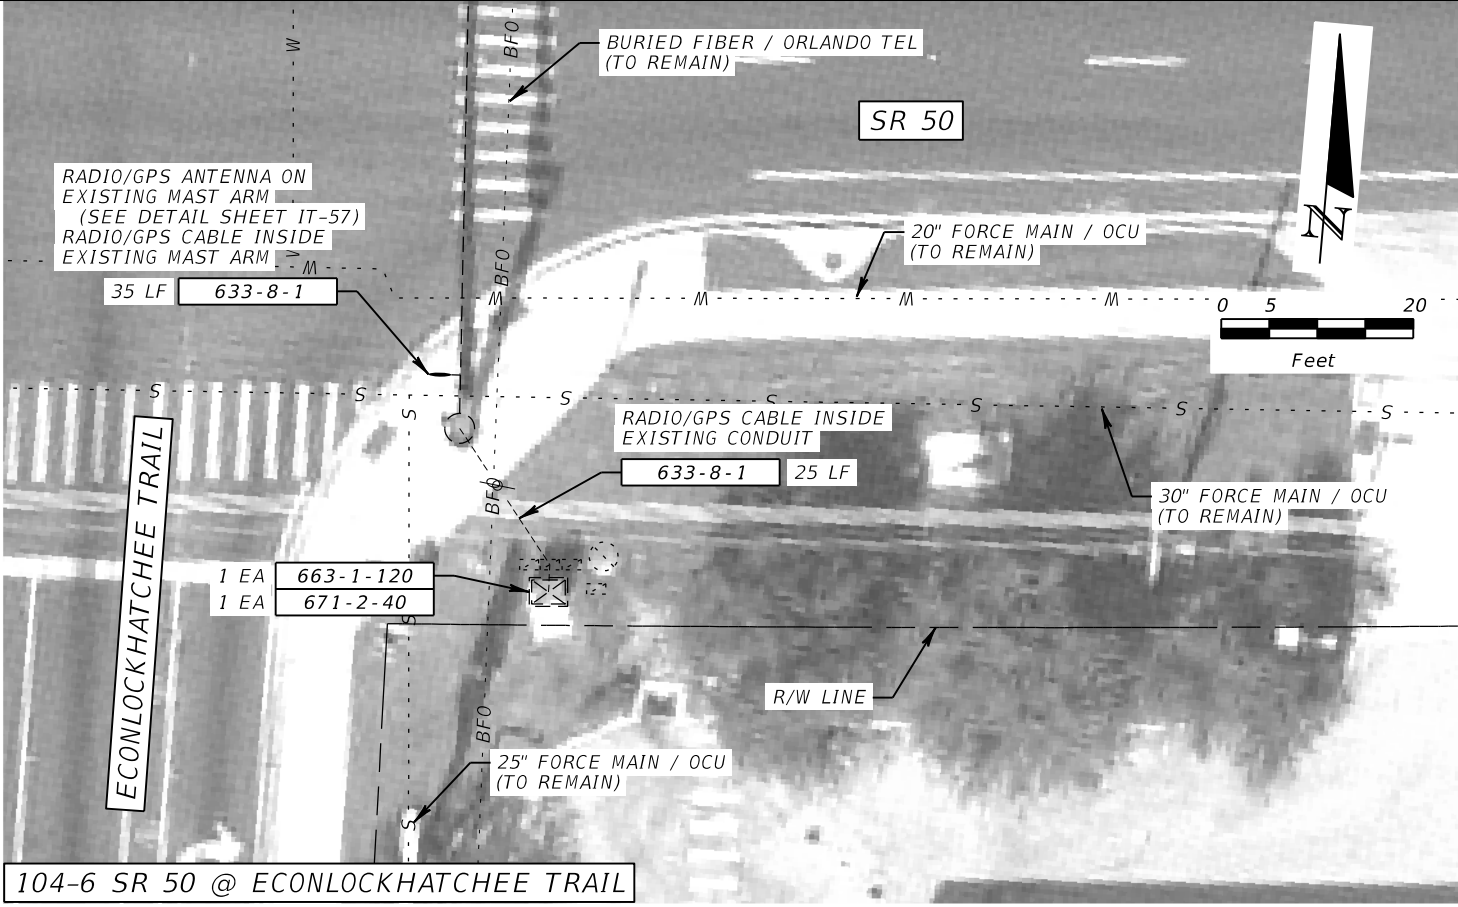 BURIED FIBER / ORLANDO TEL
(TO REMAIN)
SR 50
RADIO/GPS ANTENNA ON
EXISTING MAST ARM
(SEE DETAIL SHEET IT-57)
RADIO/GPS CABLE INSIDE
EXISTING MAST ARM
35 LF 633-8-1
20" FORCE MAIN / OCU
(TO REMAIN)
N
0 5 20
Feet
W
W
W W W W
BFO
BFO
S S S S S S S
S
RADIO/GPS CABLE INSIDE
EXISTING CONDUIT
633-8-1 25 LF
BFO
30" FORCE MAIN / OCU
(TO REMAIN)
ECONLOCKHATCHEE TRAIL
1 EA 663-1-120
1 EA 671-2-40
S
R/W LINE
BFO
25" FORCE MAIN / OCU
(TO REMAIN)
S
104-6 SR 50 @ ECONLOCKHATCHEE TRAIL